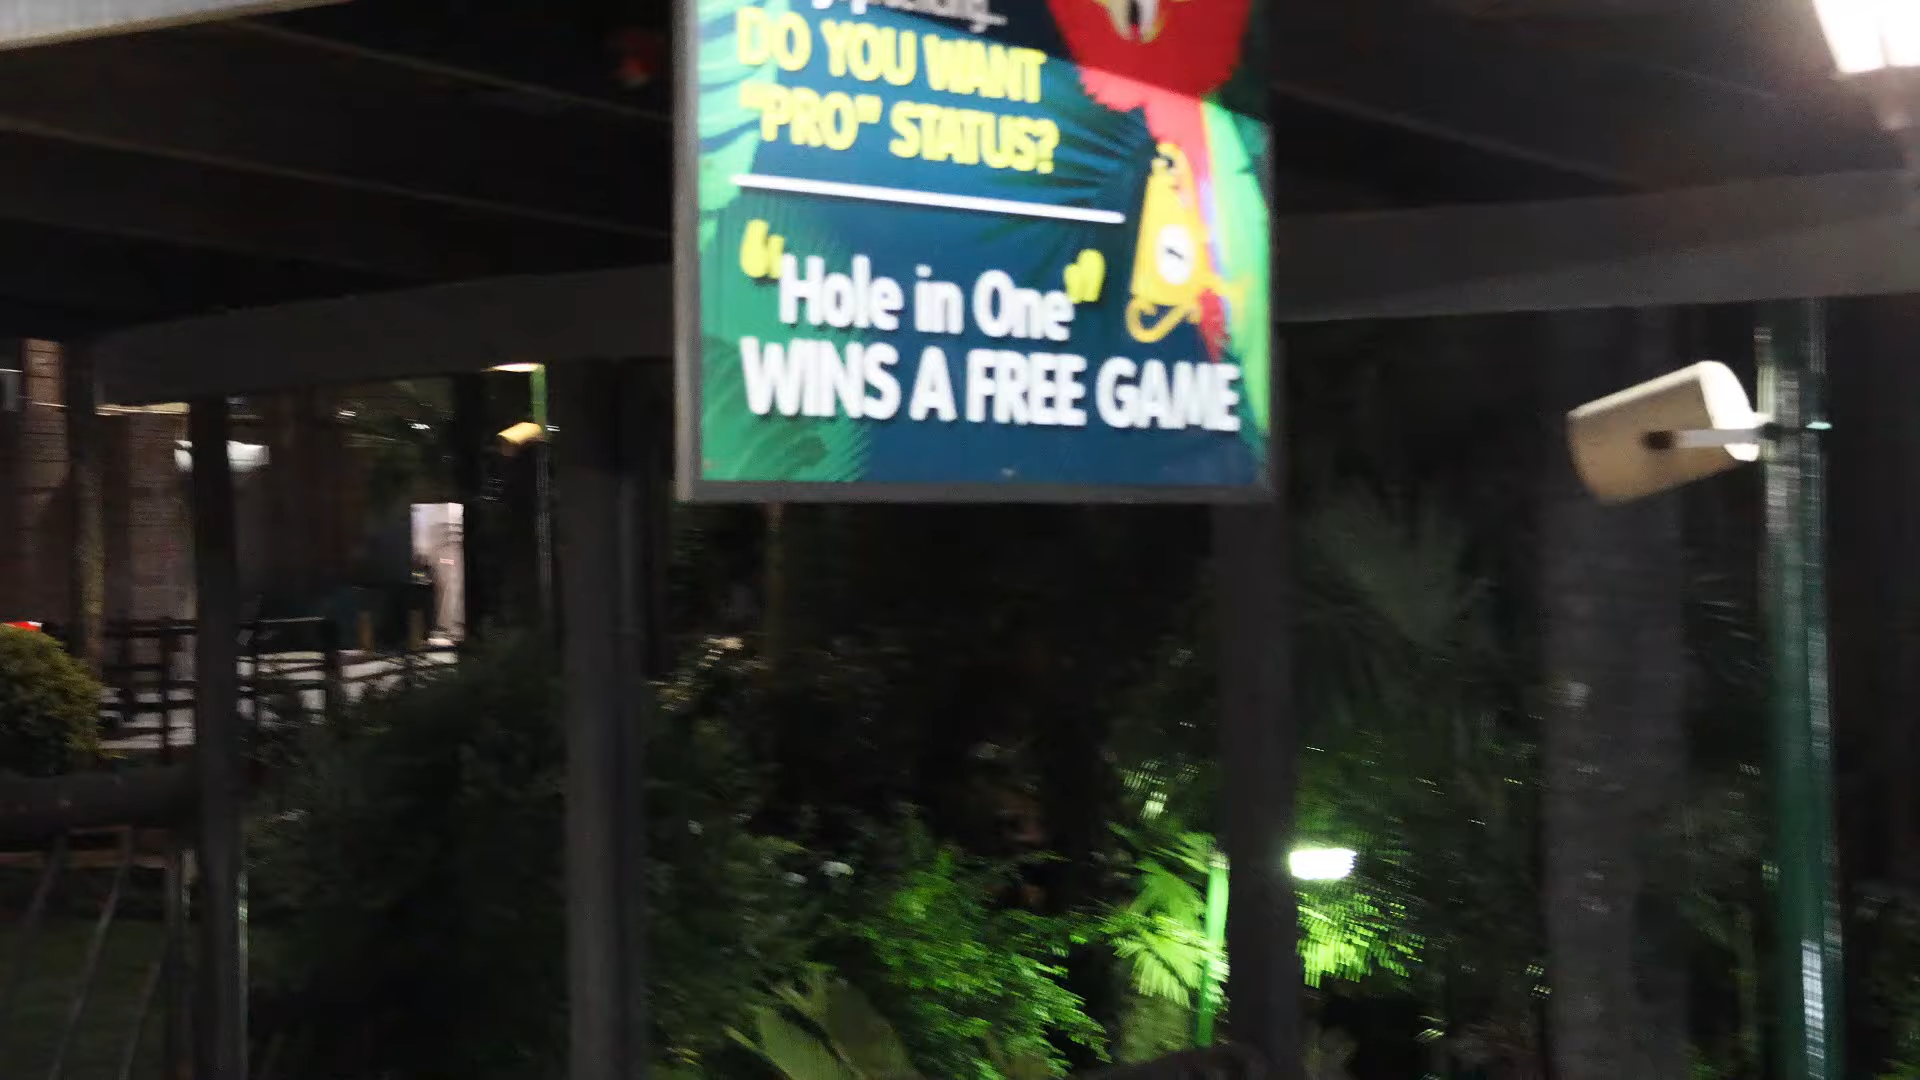 DO YOU WANT
"PRO" STATUS?
"Hole in One"
WINS A FREE GAME